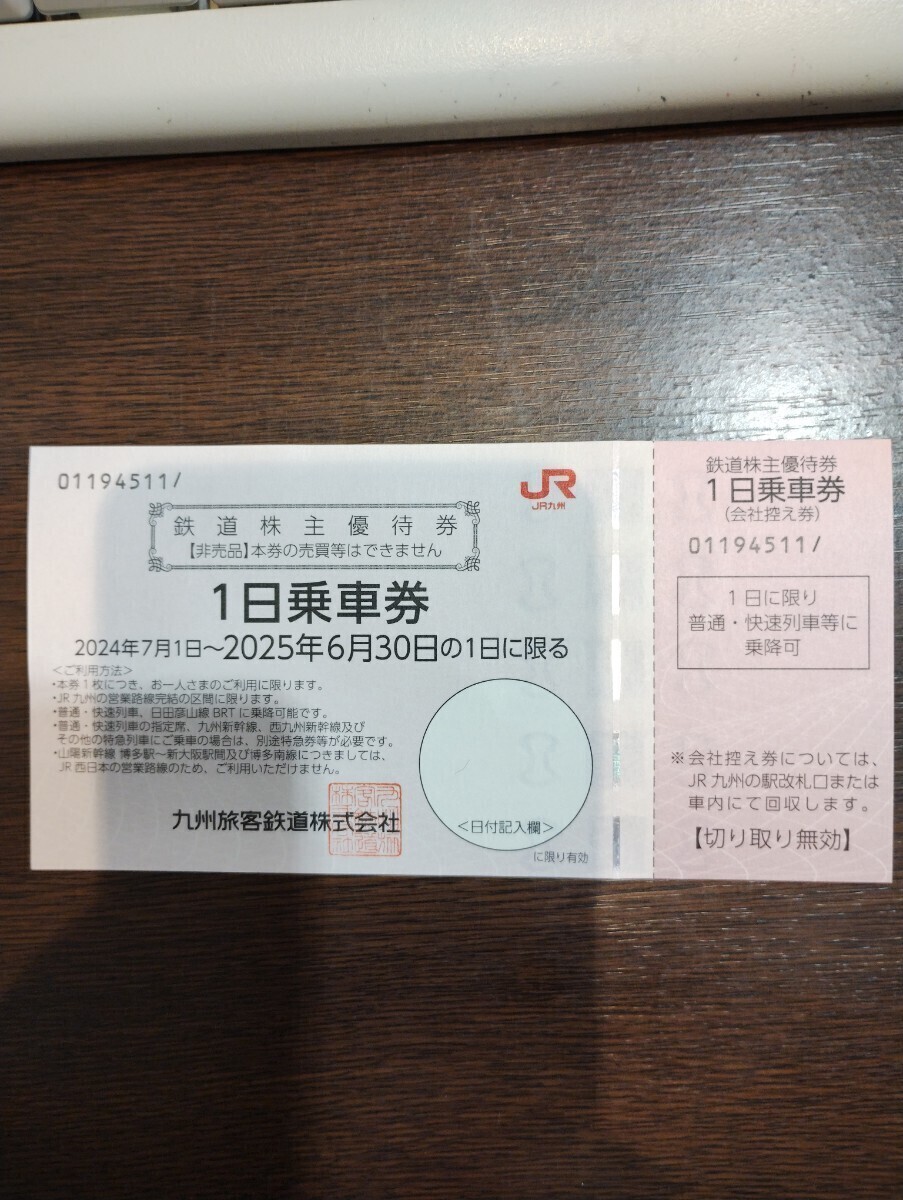 01194511/
JR
JR九州
鉄道株主優待券
【非売品】本券の売買等はできません
1日乗車券
2024年7月1日～2025年6月30日の1日に限る
＜ご利用方法＞
・本券1枚につき、お一人さまのご利用に限ります。
・JR九州の営業路線完結の区間に限ります。
・普通・快速列車、日田彦山線BRTに乗降可能です。
・普通・快速列車の指定席、九州新幹線、西九州新幹線及び
その他の特急列車にご乗車の場合は、別途特急券等が必要です。
・山陽新幹線 博多駅～新大阪駅間及び博多南線につきましては、
JR西日本の営業路線のため、ご利用いただけません。
九州旅客鉄道株式会社
＜日付記入欄＞
に限り有効
鉄道株主優待券
1日乗車券
(会社控え券)
01194511/
1日に限り
普通・快速列車等に
乗降可
※会社控え券については、
JR九州の駅改札口または
車内にて回収します。
【切り取り無効】